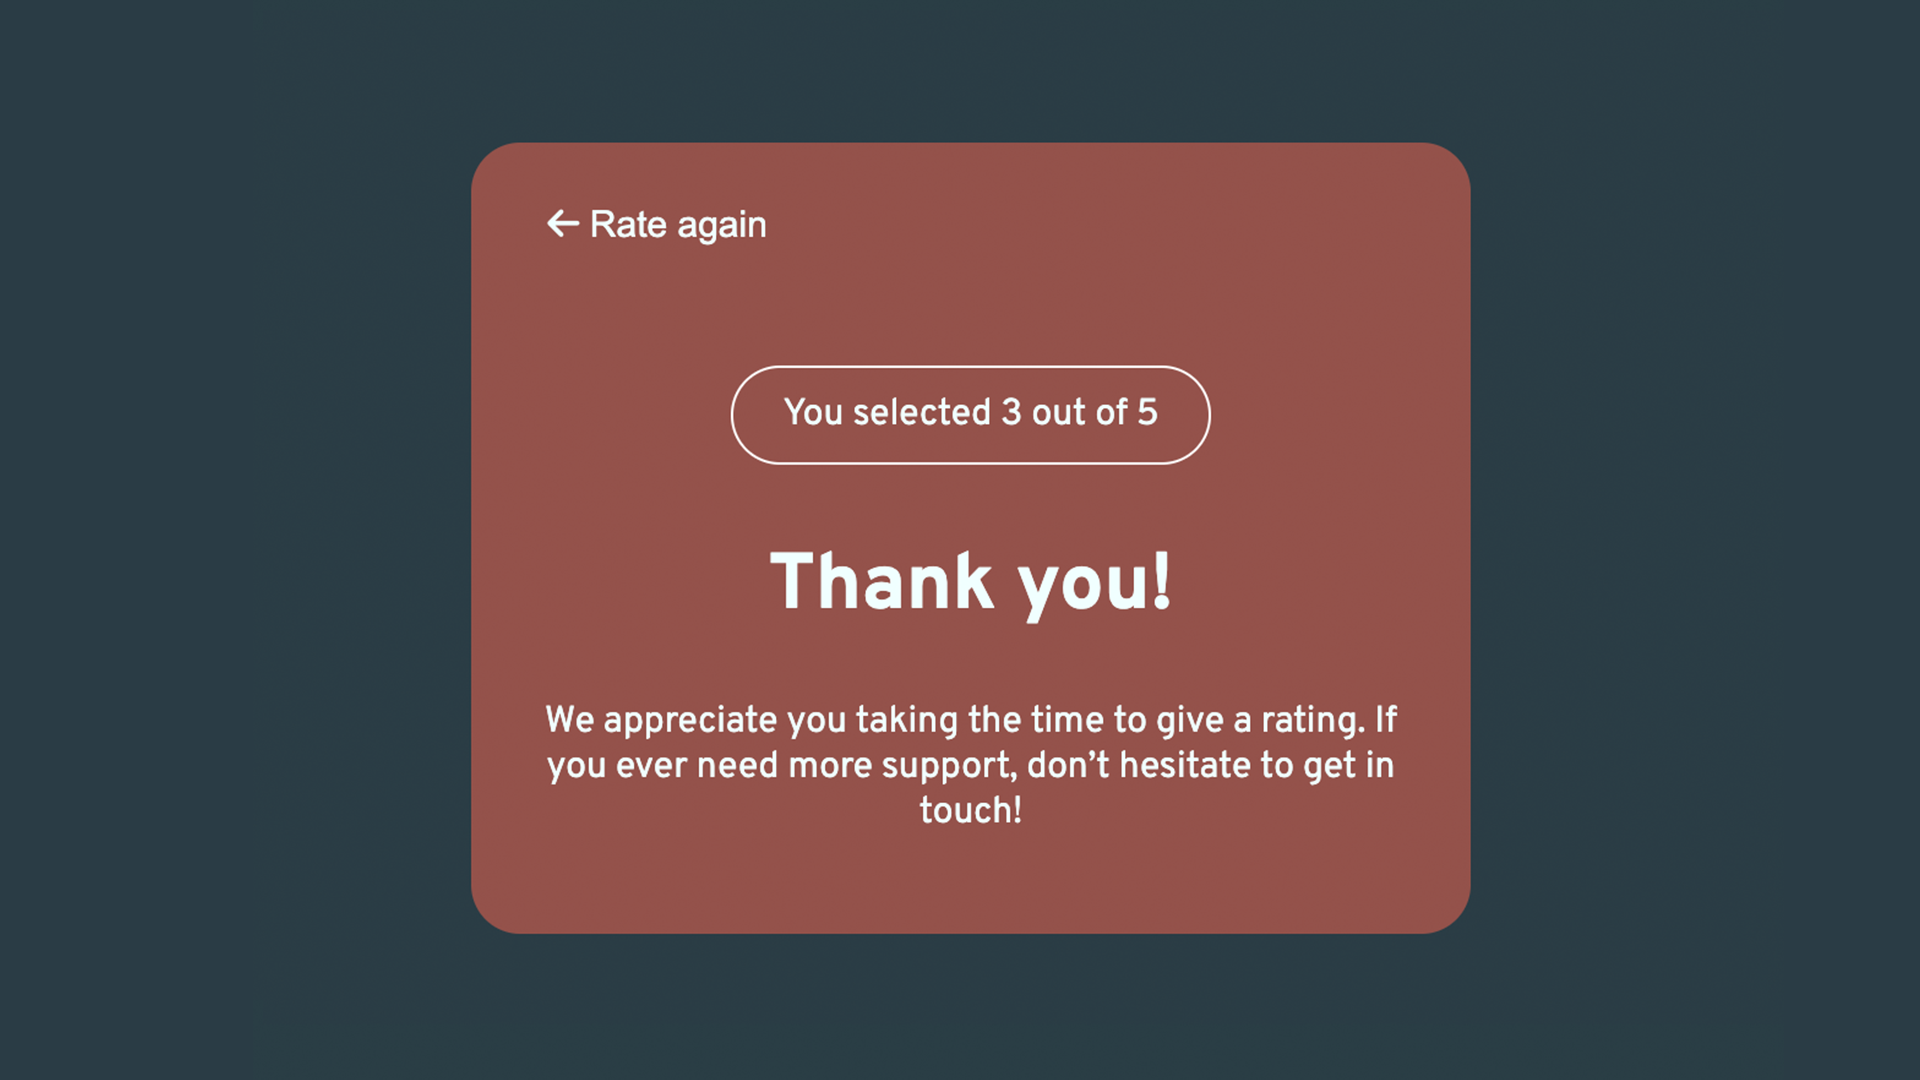 ← Rate again
You selected 3 out of 5
Thank you!
We appreciate you taking the time to give a rating. If
you ever need more support, don’t hesitate to get in
touch!